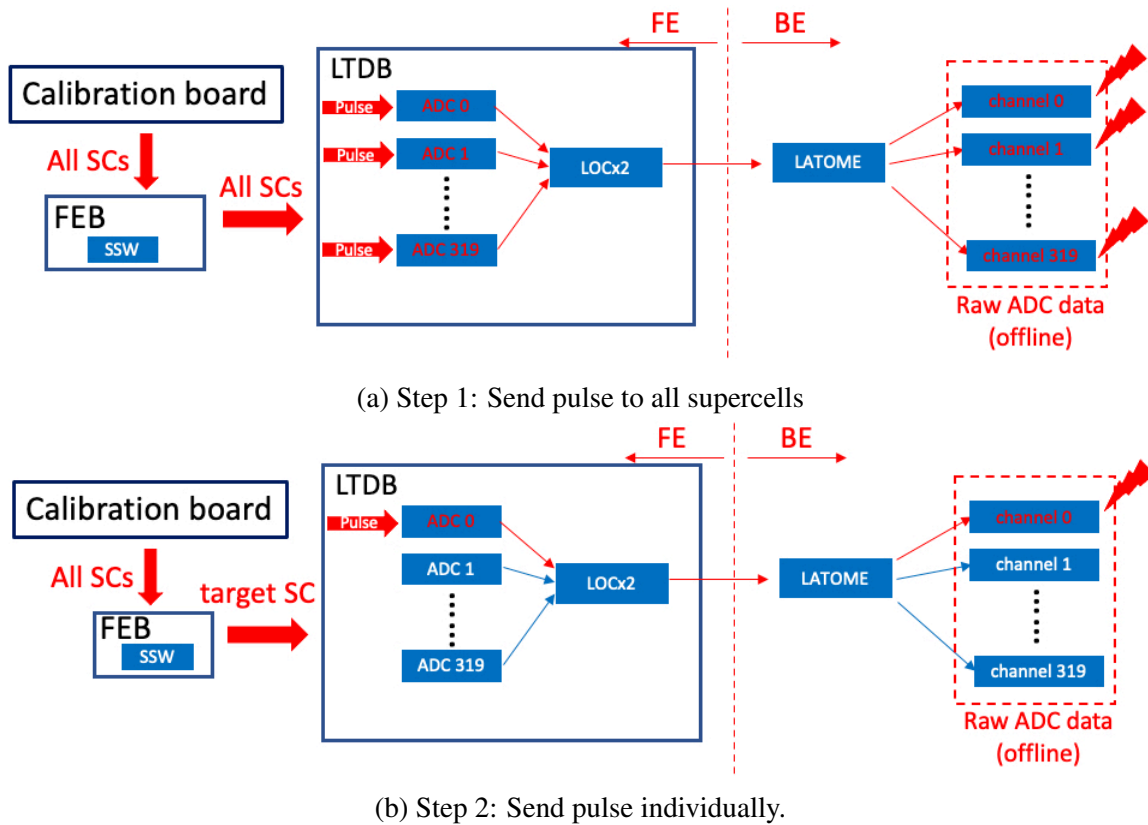 FE BE
LTDB
Calibration board
Pulse ADC 0
channel 0
All SCs
Pulse ADC 1
channel 1
All SCs
LOCx2
LATOME
FEB
SSW
Pulse ADC 319
channel 319
Raw ADC data
(offline)
(a) Step 1: Send pulse to all supercells
FE BE
LTDB
Calibration board
Pulse ADC 0
channel 0
ADC 1
channel 1
All SCs
target SC
LOCx2
LATOME
FEB
SSW
ADC 319
channel 319
Raw ADC data
(offline)
(b) Step 2: Send pulse individually.